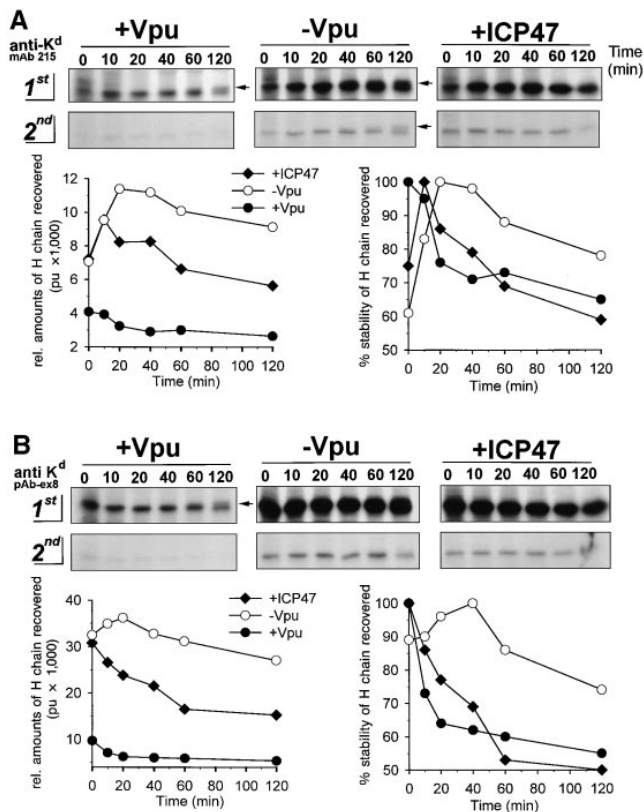 A
anti-Kd
mAb 215
+Vpu
-Vpu
+ICP47
0 10 20 40 60 120
0 10 20 40 60 120
0 10 20 40 60 120
Time
(min)
1st
2nd
rel. amounts of H chain recovered
(pu ×1,000)
12
10
8
6
4
2
+ICP47
-Vpu
+Vpu
0 20 40 60 80 100 120
Time (min)
% stability of H chain recovered
100
90
80
70
60
50
0 20 40 60 80 100 120
Time (min)
B
anti Kd
pAb-ex8
+Vpu
-Vpu
+ICP47
0 10 20 40 60 120
0 10 20 40 60 120
0 10 20 40 60 120
1st
2nd
rel. amounts of H chain recovered
(pu × 1,000)
40
30
20
10
+ICP47
-Vpu
+Vpu
0 20 40 60 80 100 120
Time (min)
% stability of H chain recovered
100
90
80
70
60
50
0 20 40 60 80 100 120
Time (min)